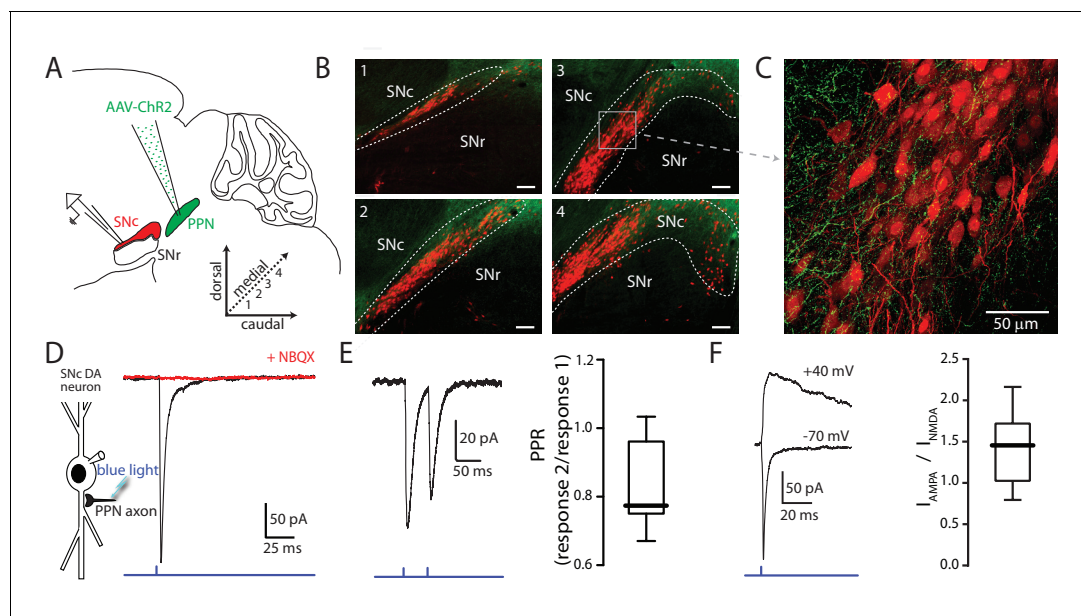 A
AAV-ChR2
SNc
PPN
SNr
dorsal
medial
1 2 3 4
caudal
B
1
SNc
SNr
3
SNc
SNr
2
SNc
SNr
4
SNc
SNr
C
50 μm
D
SNc DA
neuron
blue light
PPN axon
+ NBQX
50 pA
25 ms
E
20 pA
50 ms
PPR
(response 2/response 1)
1.2
1.0
0.8
0.6
F
+40 mV
-70 mV
50 pA
20 ms
I AMPA / I NMDA
2.5
2.0
1.5
1.0
0.5
0.0